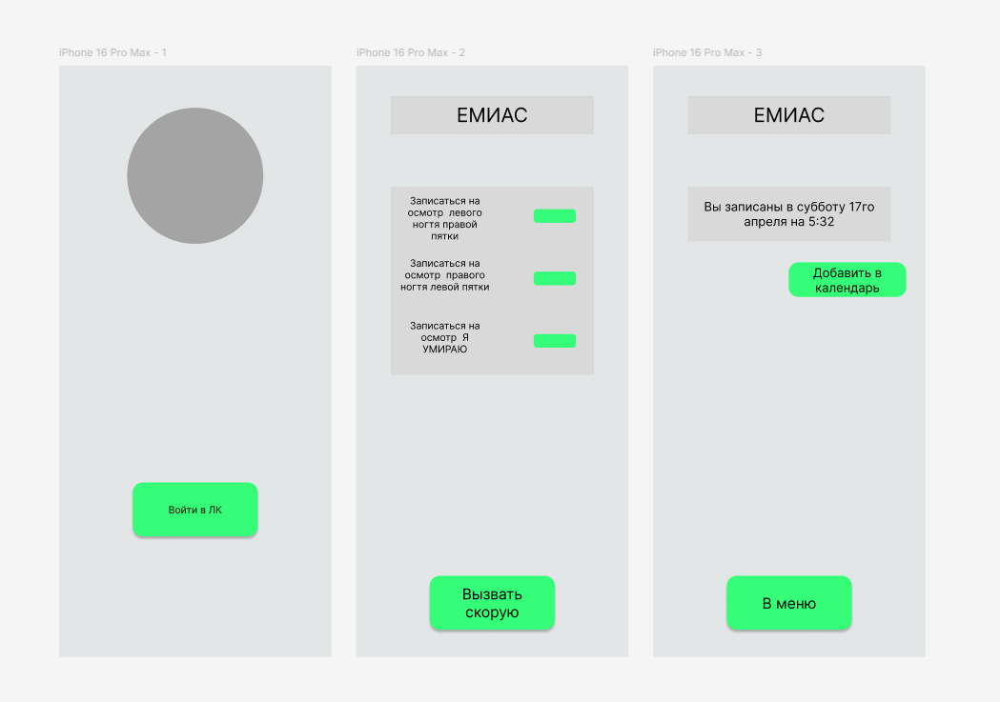 iPhone 16 Pro Max - 1
Войти в ЛК
iPhone 16 Pro Max - 2
ЕМИАС
Записаться на
осмотр левого
ногтя правой
пятки
Записаться на
осмотр правого
ногтя левой пятки
Записаться на
осмотр Я
УМИРАЮ
Вызвать
скорую
iPhone 16 Pro Max - 3
ЕМИАС
Вы записаны в субботу 17го
апреля на 5:32
Добавить в
календарь
В меню